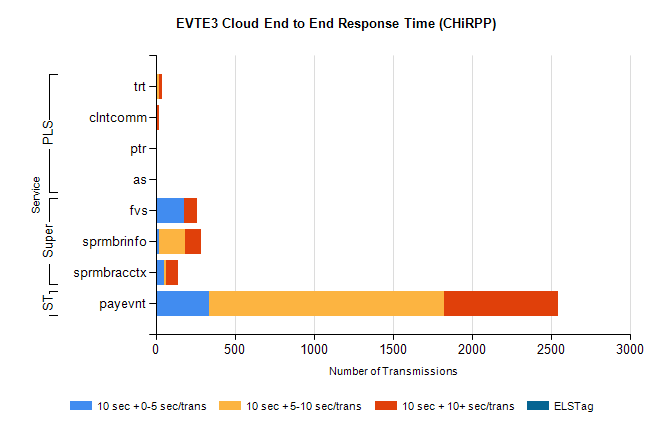 EVTE3 Cloud End to End Response Time (CHiRPP)
Service
PLS
trt
clntcomm
ptr
as
Super
fvs
sprmbrinfo
sprmbracctx
ST
payevnt
0 500 1000 1500 2000 2500 3000
Number of Transmissions
10 sec +0-5 sec/trans 10 sec +5-10 sec/trans 10 sec + 10+ sec/trans ELSTag